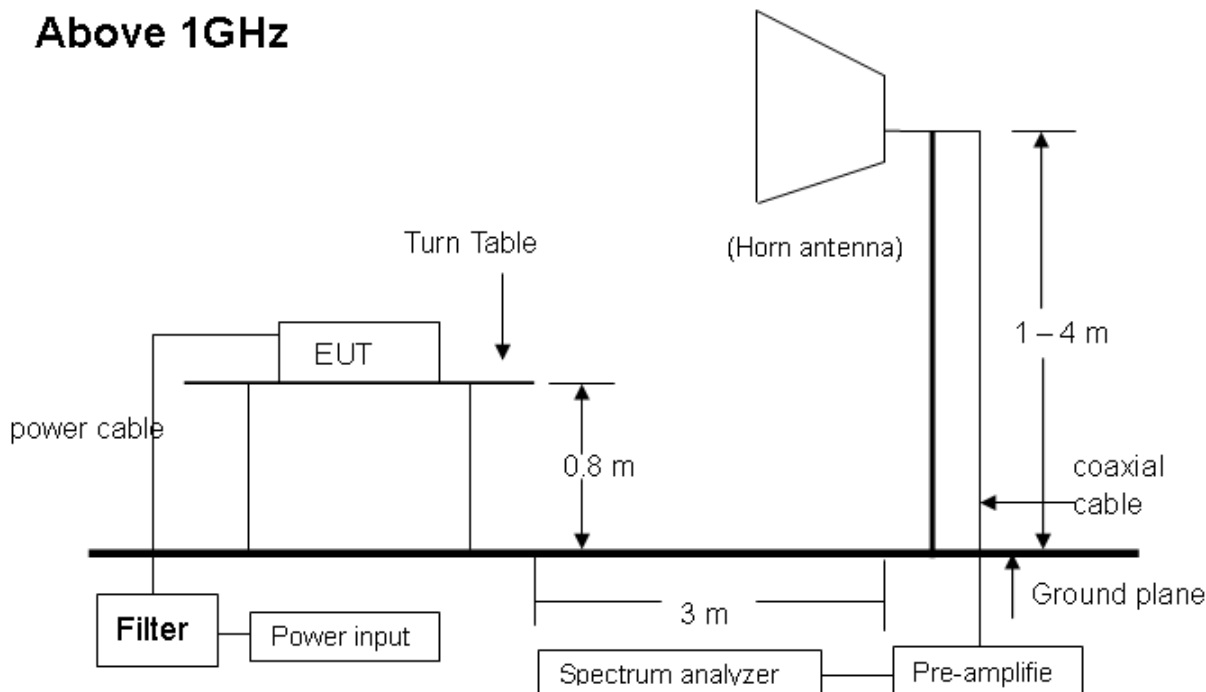 Above 1GHz
(Horn antenna)
Turn Table
1 – 4 m
EUT
power cable
0.8 m
coaxial
cable
Ground plane
3 m
Filter
Power input
Spectrum analyzer
Pre-amplifie